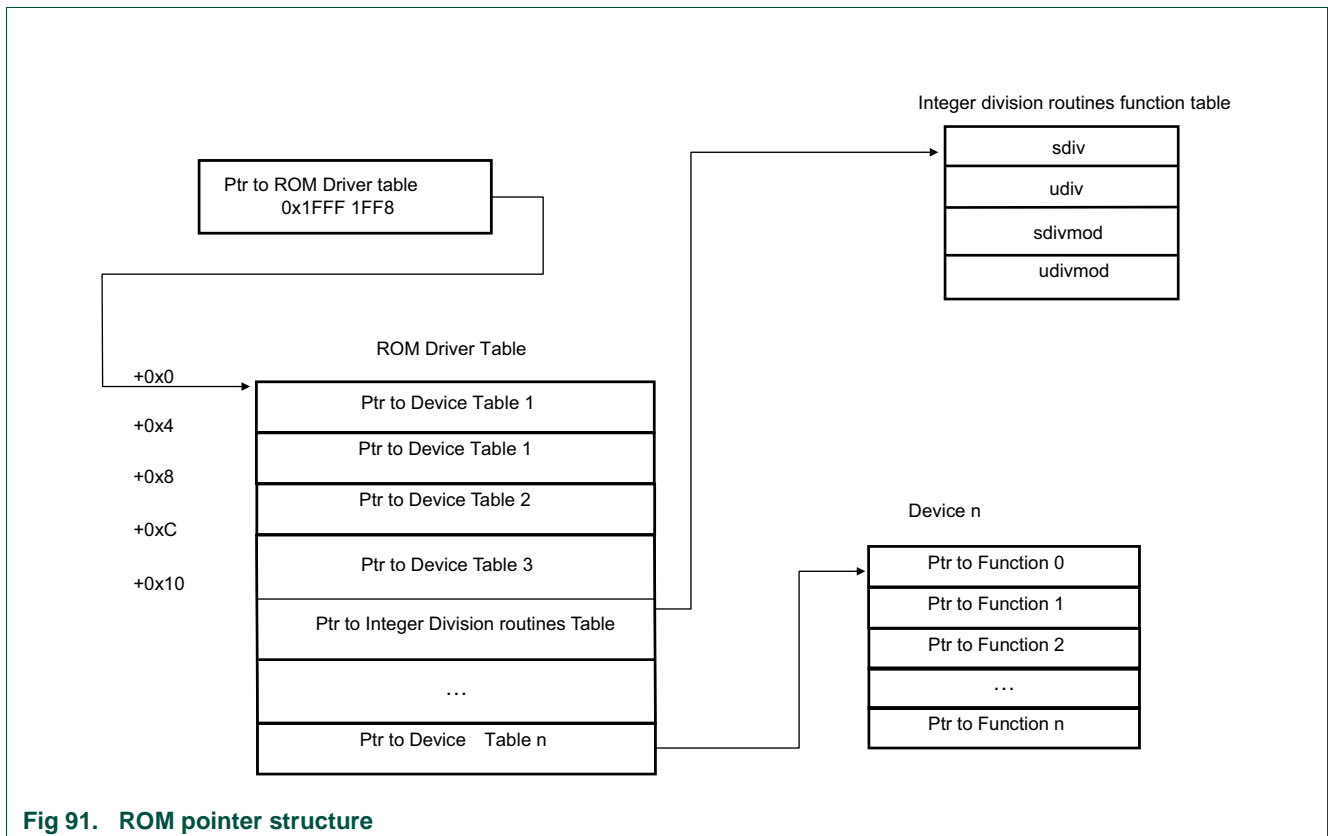 Integer division routines function table
sdiv
udiv
sdivmod
udivmod
Ptr to ROM Driver table
0x1FFF 1FF8
ROM Driver Table
+0x0
+0x4
+0x8
+0xC
+0x10
Ptr to Device Table 1
Ptr to Device Table 1
Ptr to Device Table 2
Ptr to Device Table 3
Ptr to Integer Division routines Table
…
Ptr to Device Table n
Device n
Ptr to Function 0
Ptr to Function 1
Ptr to Function 2
…
Ptr to Function n
Fig 91. ROM pointer structure